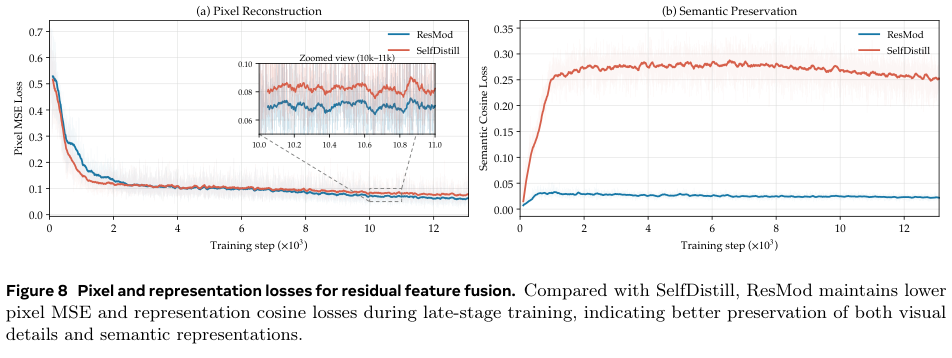 (a) Pixel Reconstruction
0.7
0.6
0.5
0.4
0.3
0.2
0.1
0.0
Pixel MSE Loss
ResMod
SelfDistill
Zoomed view (10k–11k)
0.10
0.08
0.06
10.0 10.2 10.4 10.6 10.8 11.0
0 2 4 6 8 10 12
Training step (×10³)
(b) Semantic Preservation
0.35
0.30
0.25
0.20
0.15
0.10
0.05
0.00
Semantic Cosine Loss
ResMod
SelfDistill
0 2 4 6 8 10 12
Training step (×10³)
Figure 8 Pixel and representation losses for residual feature fusion. Compared with SelfDistill, ResMod maintains lower
pixel MSE and representation cosine losses during late-stage training, indicating better preservation of both visual
details and semantic representations.